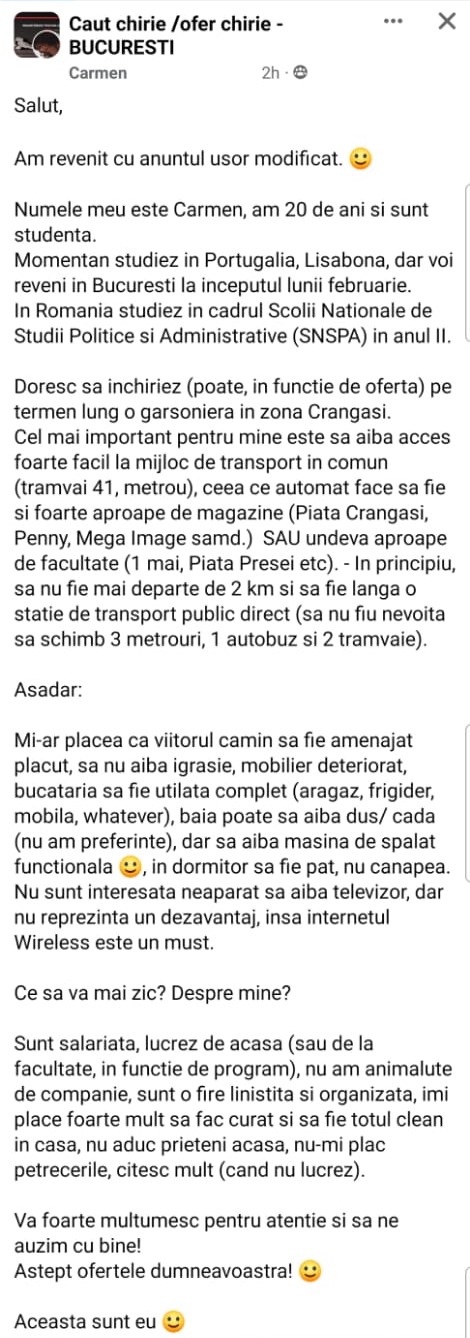 Caut chirie /ofer chirie -
BUCURESTI
Carmen 2h ·
Salut,
Am revenit cu anuntul usor modificat. 🙂
Numele meu este Carmen, am 20 de ani si sunt
studenta.
Momentan studiez in Portugalia, Lisabona, dar voi
reveni in Bucuresti la inceputul lunii februarie.
In Romania studiez in cadrul Scolii Nationale de
Studii Politice si Administrative (SNSPA) in anul II.
Doresc sa inchiriez (poate, in functie de oferta) pe
termen lung o garsoniera in zona Crangasi.
Cel mai important pentru mine este sa aiba acces
foarte facil la mijloc de transport in comun
(tramvai 41, metrou), ceea ce automat face sa fie
si foarte aproape de magazine (Piata Crangasi,
Penny, Mega Image samd.)  SAU undeva aproape
de facultate (1 mai, Piata Presei etc). - In principiu,
sa nu fie mai departe de 2 km si sa fie langa o
statie de transport public direct (sa nu fiu nevoita
sa schimb 3 metrouri, 1 autobuz si 2 tramvaie).
Asadar:
Mi-ar placea ca viitorul camin sa fie amenajat
placut, sa nu aiba igrasie, mobilier deteriorat,
bucataria sa fie utilata complet (aragaz, frigider,
mobila, whatever), baia poate sa aiba dus/ cada
(nu am preferinte), dar sa aiba masina de spalat
functionala 🙂, in dormitor sa fie pat, nu canapea.
Nu sunt interesata neaparat sa aiba televizor, dar
nu reprezinta un dezavantaj, insa internetul
Wireless este un must.
Ce sa va mai zic? Despre mine?
Sunt salariata, lucrez de acasa (sau de la
facultate, in functie de program), nu am animalute
de companie, sunt o fire linistita si organizata, imi
place foarte mult sa fac curat si sa fie totul clean
in casa, nu aduc prieteni acasa, nu-mi plac
petrecerile, citesc mult (cand nu lucrez).
Va foarte multumesc pentru atentie si sa ne
auzim cu bine!
Astept ofertele dumneavoastra! 🙂
Aceasta sunt eu 🙂